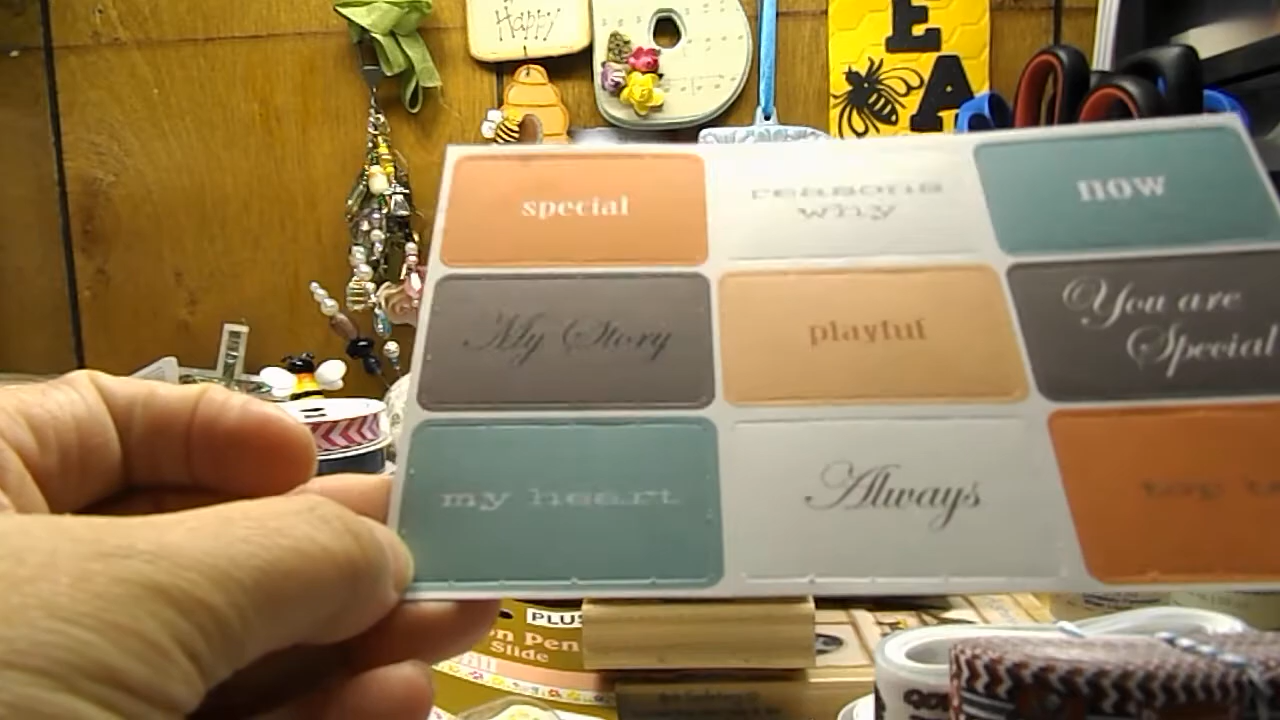 Happy
E
A
special
reasons
why
now
My Story
playful
You are
Special
my heart
Always
PLUS
Slide